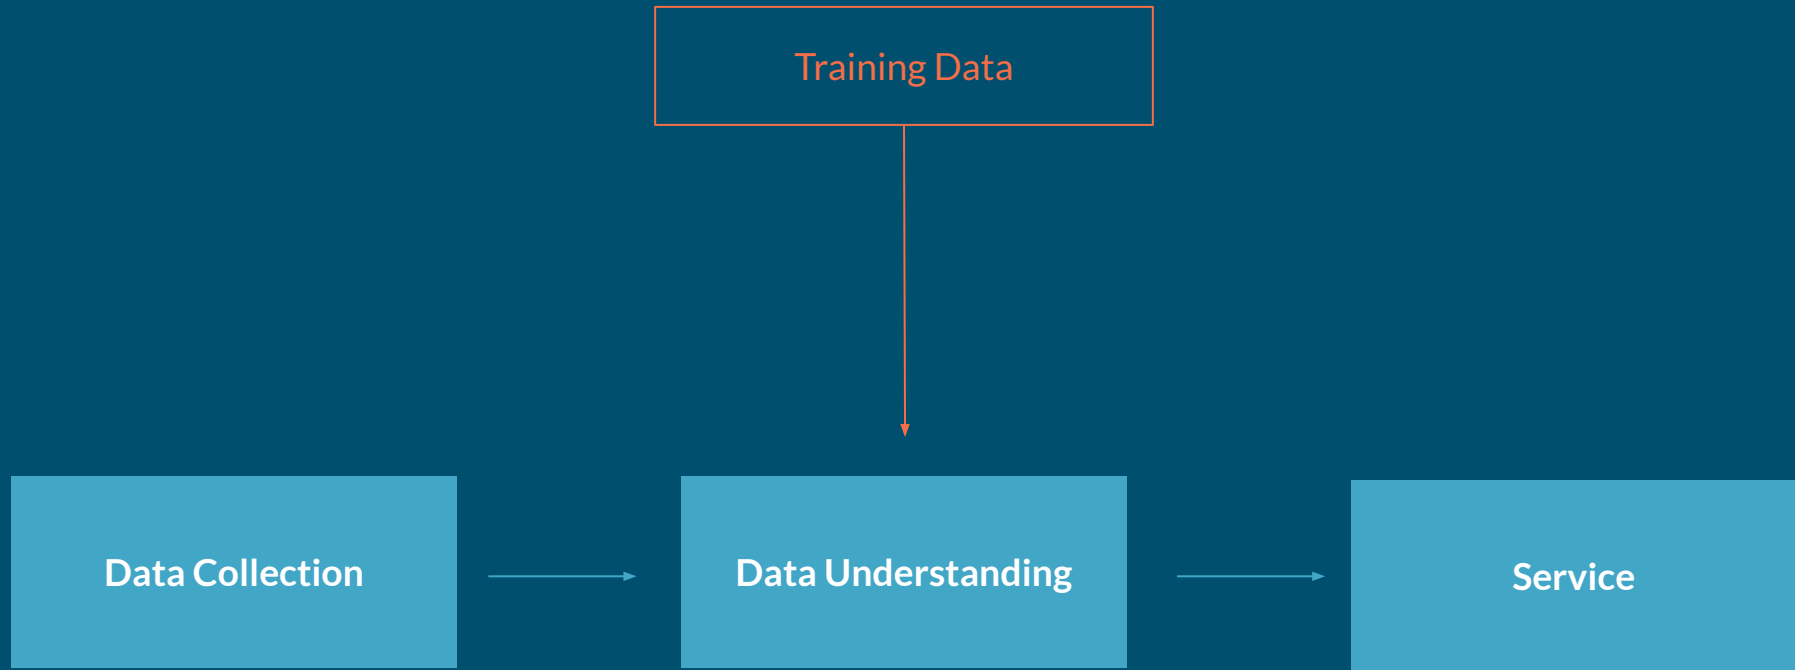 Training Data
Data Collection
Data Understanding
Service